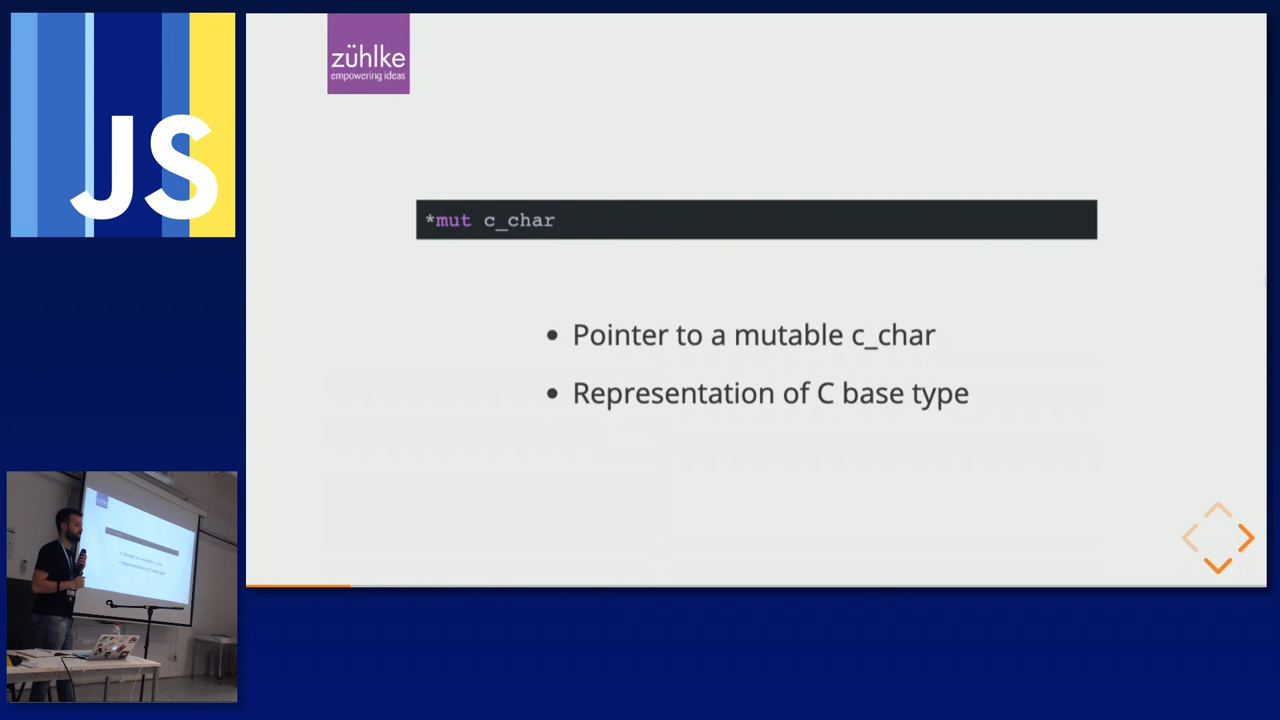 JS
zühlke
empowering ideas
*mut c_char
• Pointer to a mutable c_char
• Representation of C base type